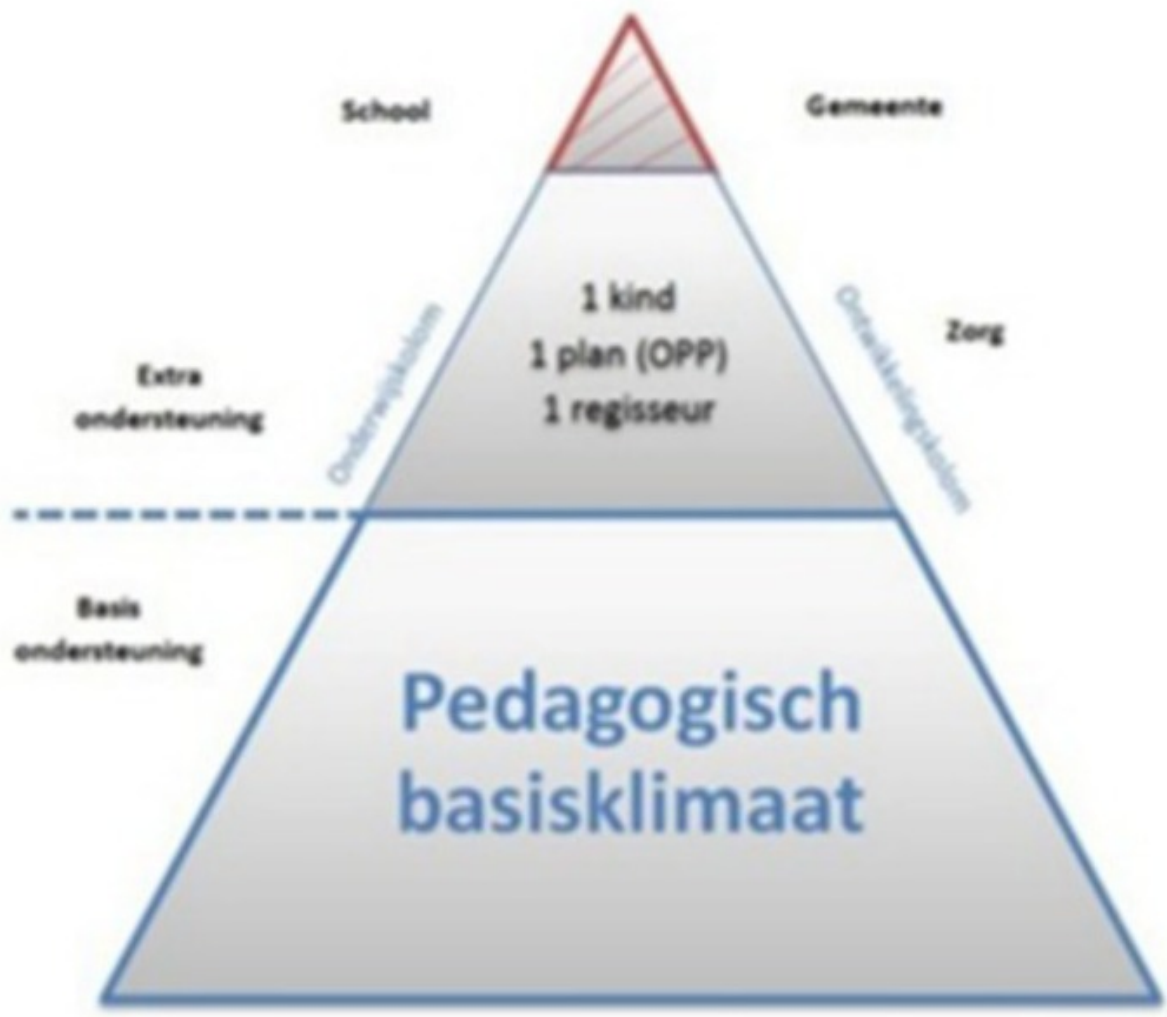 School
Gemeente
1 kind
1 plan (OPP)
1 regisseur
Onderwijskolom
Ontwikkelingskolom
Zorg
Extra
ondersteuning
Basis
ondersteuning
Pedagogisch
basisklimaat